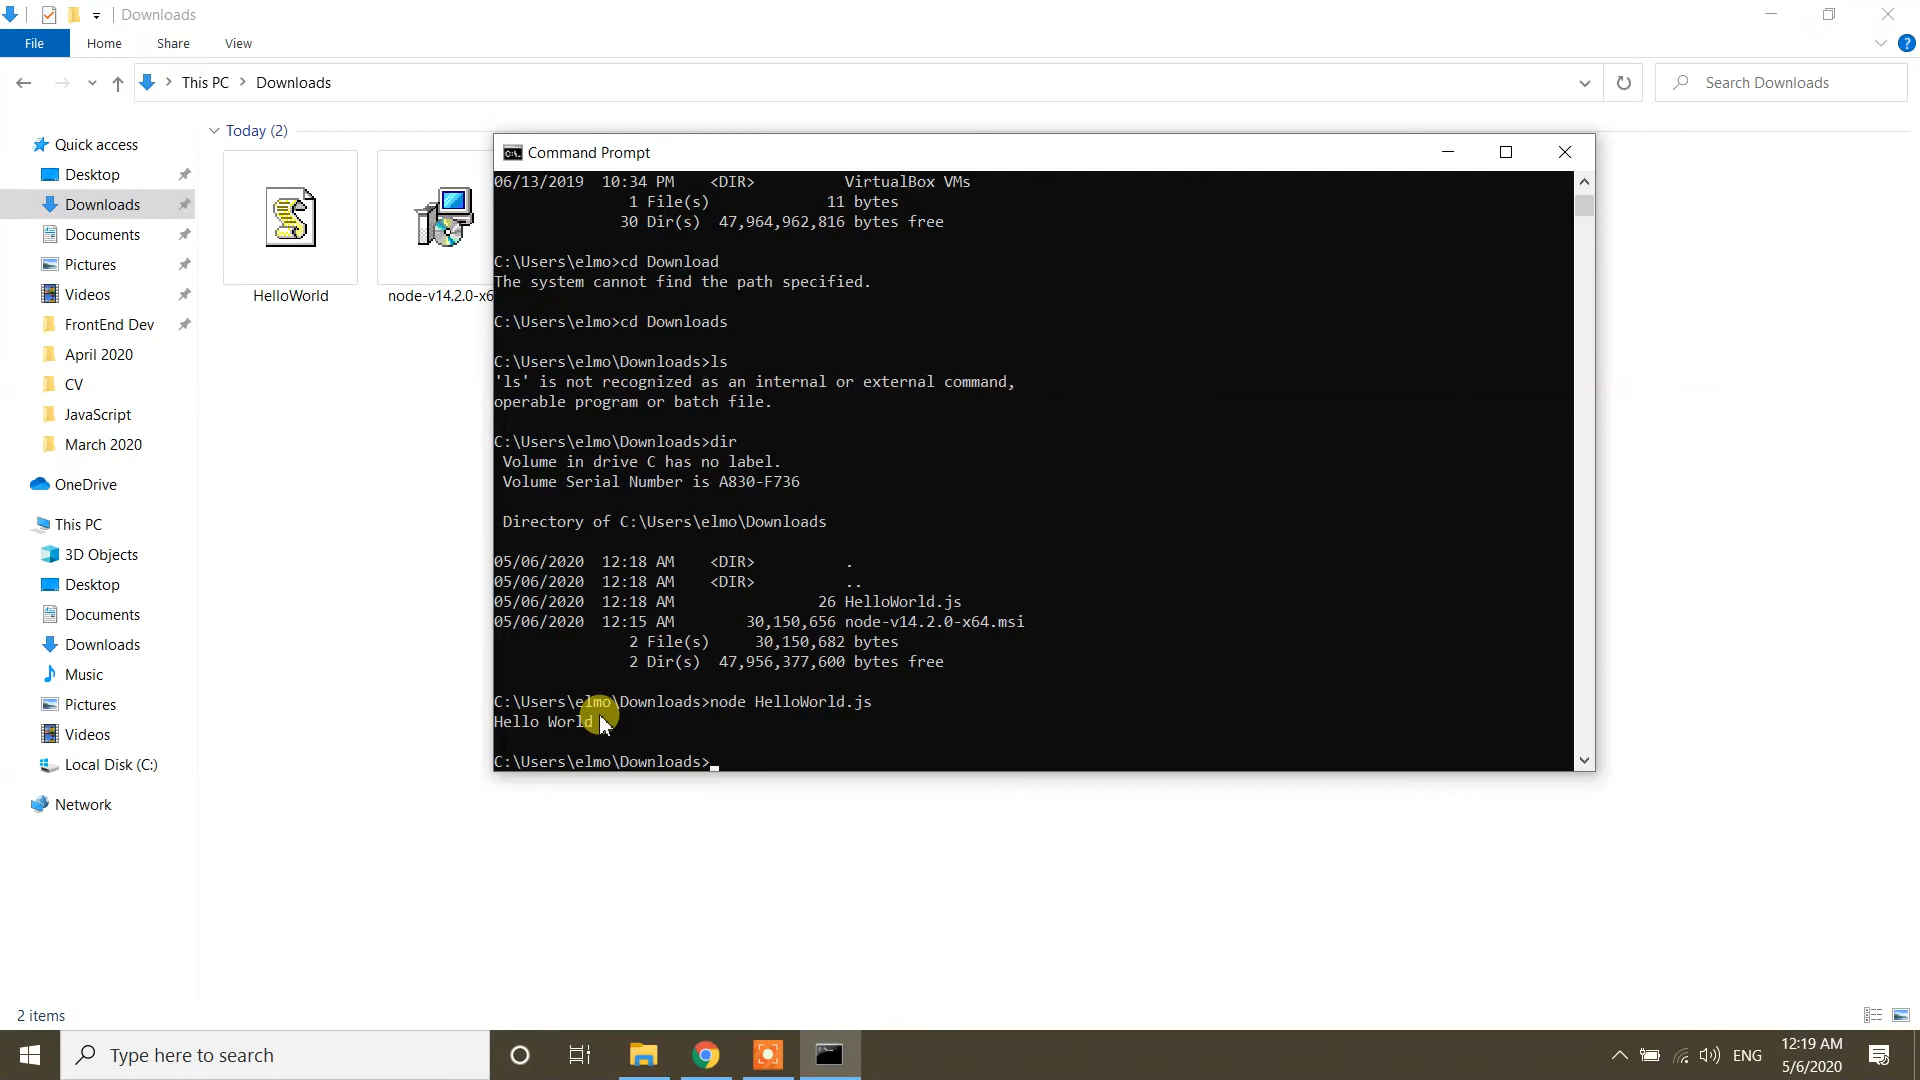 Downloads
File
Home
Share
View
This PC
Downloads
Search Downloads
Quick access
Desktop
Downloads
Documents
Pictures
Videos
FrontEnd Dev
April 2020
CV
JavaScript
March 2020
OneDrive
This PC
3D Objects
Desktop
Documents
Downloads
Music
Pictures
Videos
Local Disk (C:)
Network
Today (2)
HelloWorld
node-v14.2.0-x6
Command Prompt
06/13/2019  10:34 PM    <DIR>          VirtualBox VMs
1 File(s)             11 bytes
30 Dir(s)  47,964,962,816 bytes free
C:\Users\elmo>cd Download
The system cannot find the path specified.
C:\Users\elmo>cd Downloads
C:\Users\elmo\Downloads>ls
'ls' is not recognized as an internal or external command,
operable program or batch file.
C:\Users\elmo\Downloads>dir
Volume in drive C has no label.
Volume Serial Number is A830-F736
Directory of C:\Users\elmo\Downloads
05/06/2020  12:18 AM    <DIR>          .
05/06/2020  12:18 AM    <DIR>          ..
05/06/2020  12:18 AM                26 HelloWorld.js
05/06/2020  12:15 AM        30,150,656 node-v14.2.0-x64.msi
2 File(s)     30,150,682 bytes
2 Dir(s)  47,956,377,600 bytes free
C:\Users\elmo\Downloads>node HelloWorld.js
Hello World
C:\Users\elmo\Downloads>
2 items
Type here to search
ENG
12:19 AM
5/6/2020